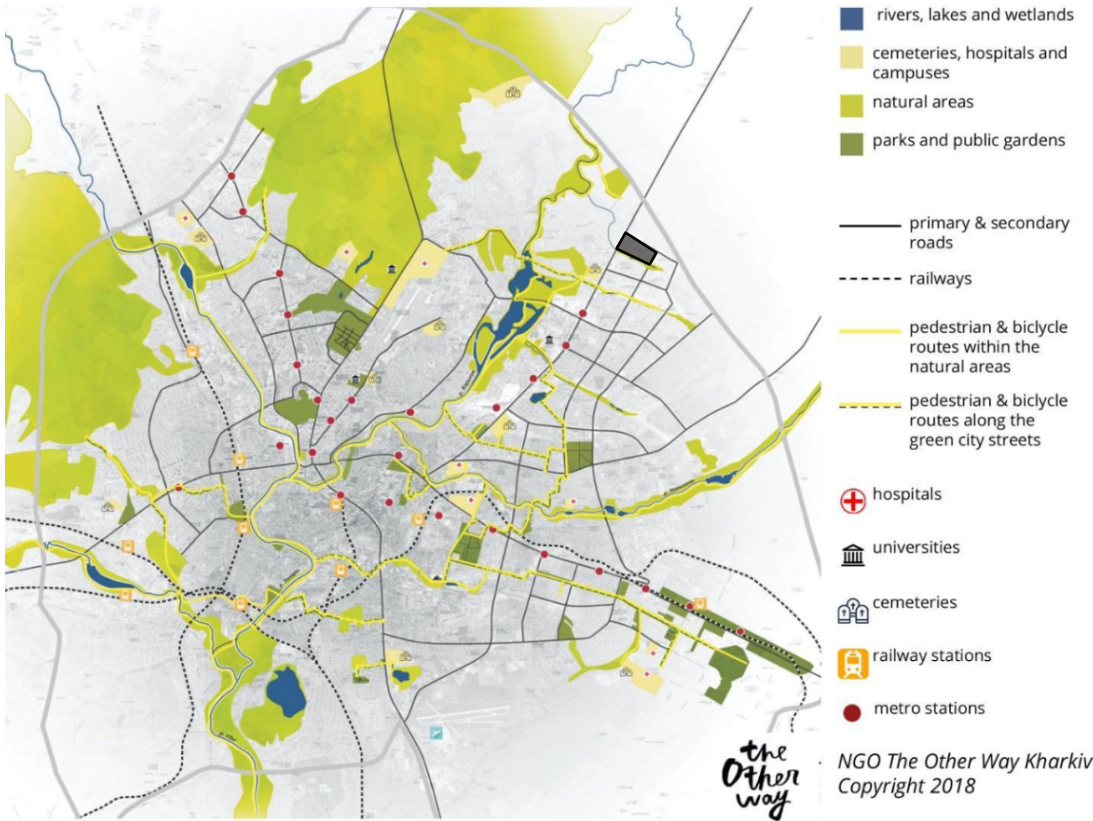 rivers, lakes and wetlands
cemeteries, hospitals and
campuses
natural areas
parks and public gardens
primary & secondary
roads
railways
pedestrian & bicycle
routes within the
natural areas
pedestrian & bicycle
routes along the
green city streets
hospitals
universities
cemeteries
railway stations
metro stations
the
Other
way
NGO The Other Way Kharkiv
Copyright 2018